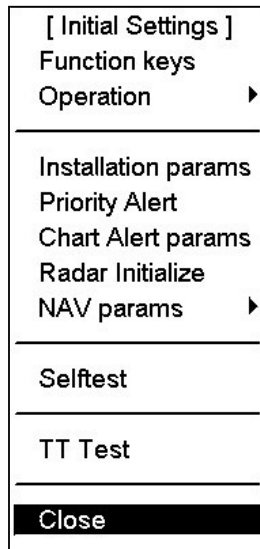 [ Initial Settings ]
Function keys
Operation
Installation params
Priority Alert
Chart Alert params
Radar Initialize
NAV params
Selftest
TT Test
Close